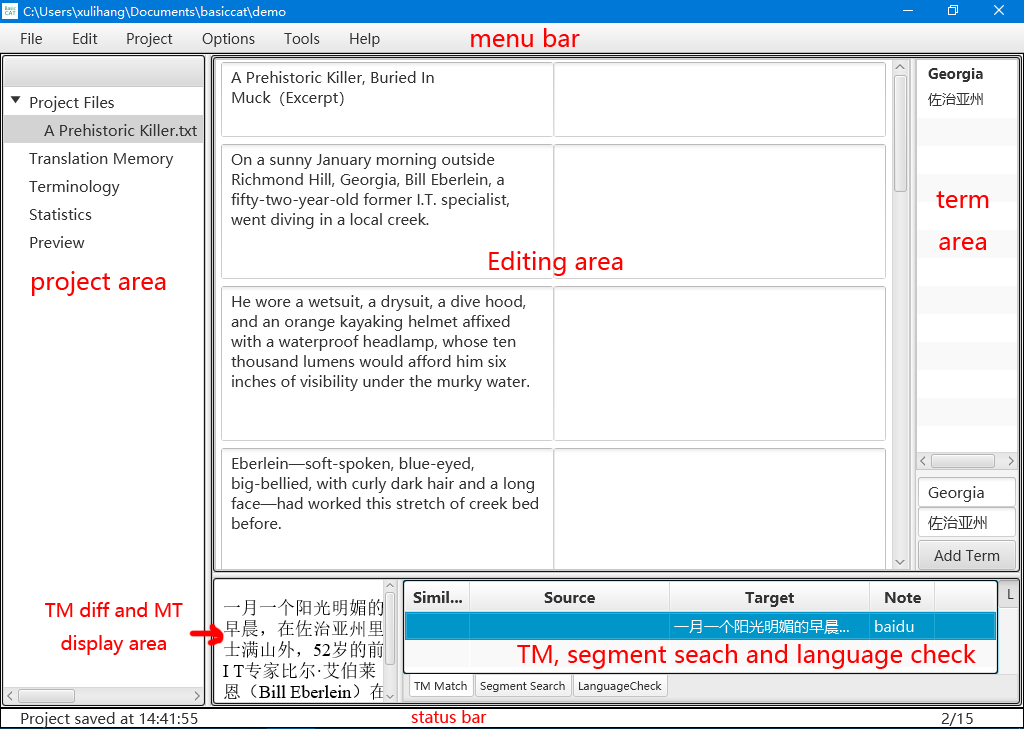 C:\Users\xulihang\Documents\basiccat\demo
File Edit Project Options Tools Help
menu bar
Project Files
A Prehistoric Killer.txt
Translation Memory
Terminology
Statistics
Preview
project area
A Prehistoric Killer, Buried In
Muck (Excerpt)
On a sunny January morning outside
Richmond Hill, Georgia, Bill Eberlein, a
fifty-two-year-old former I.T. specialist,
went diving in a local creek.
Editing area
He wore a wetsuit, a drysuit, a dive hood,
and an orange kayaking helmet affixed
with a waterproof headlamp, whose ten
thousand lumens would afford him six
inches of visibility under the murky water.
Eberlein—soft-spoken, blue-eyed,
big-bellied, with curly dark hair and a long
face—had worked this stretch of creek bed
before.
Georgia
佐治亚州
term
area
Georgia
佐治亚州
Add Term
TM diff and MT
display area
一月一个阳光明媚的
早晨，在佐治亚州里
士满山外，52岁的前
I T专家比尔·艾伯莱
恩（Bill Eberlein）在
Simil... Source Target Note L
一月一个阳光明媚的早晨... baidu
TM, segment seach and language check
TM Match Segment Search LanguageCheck
Project saved at 14:41:55
status bar
2/15